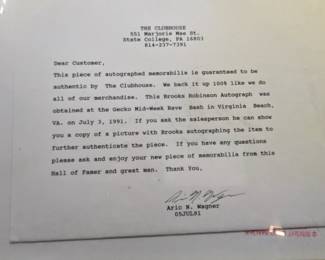 THE CLUBHOUSE
551 Marjorie Mae St.
State College, PA 16801
814-237-7391
Dear Customer,
This piece of autographed memorabilia is guaranteed to be
authentic by The Clubhouse. We back it up 100% like we do
all of our merchandise. This Brooks Robinson Autograph was
obtained at the Gecko Mid-Week Rave Bash in Virginia Beach,
VA. on July 3, 1991. If you ask the salesperson he can show
you a copy of a picture with Brooks autographing the item to
further authenticate the piece. If you have any questions
please ask and enjoy your new piece of memorabilia from this
Hall of Famer and great man. Thank You,
Aric N. Wagner
05JUL81